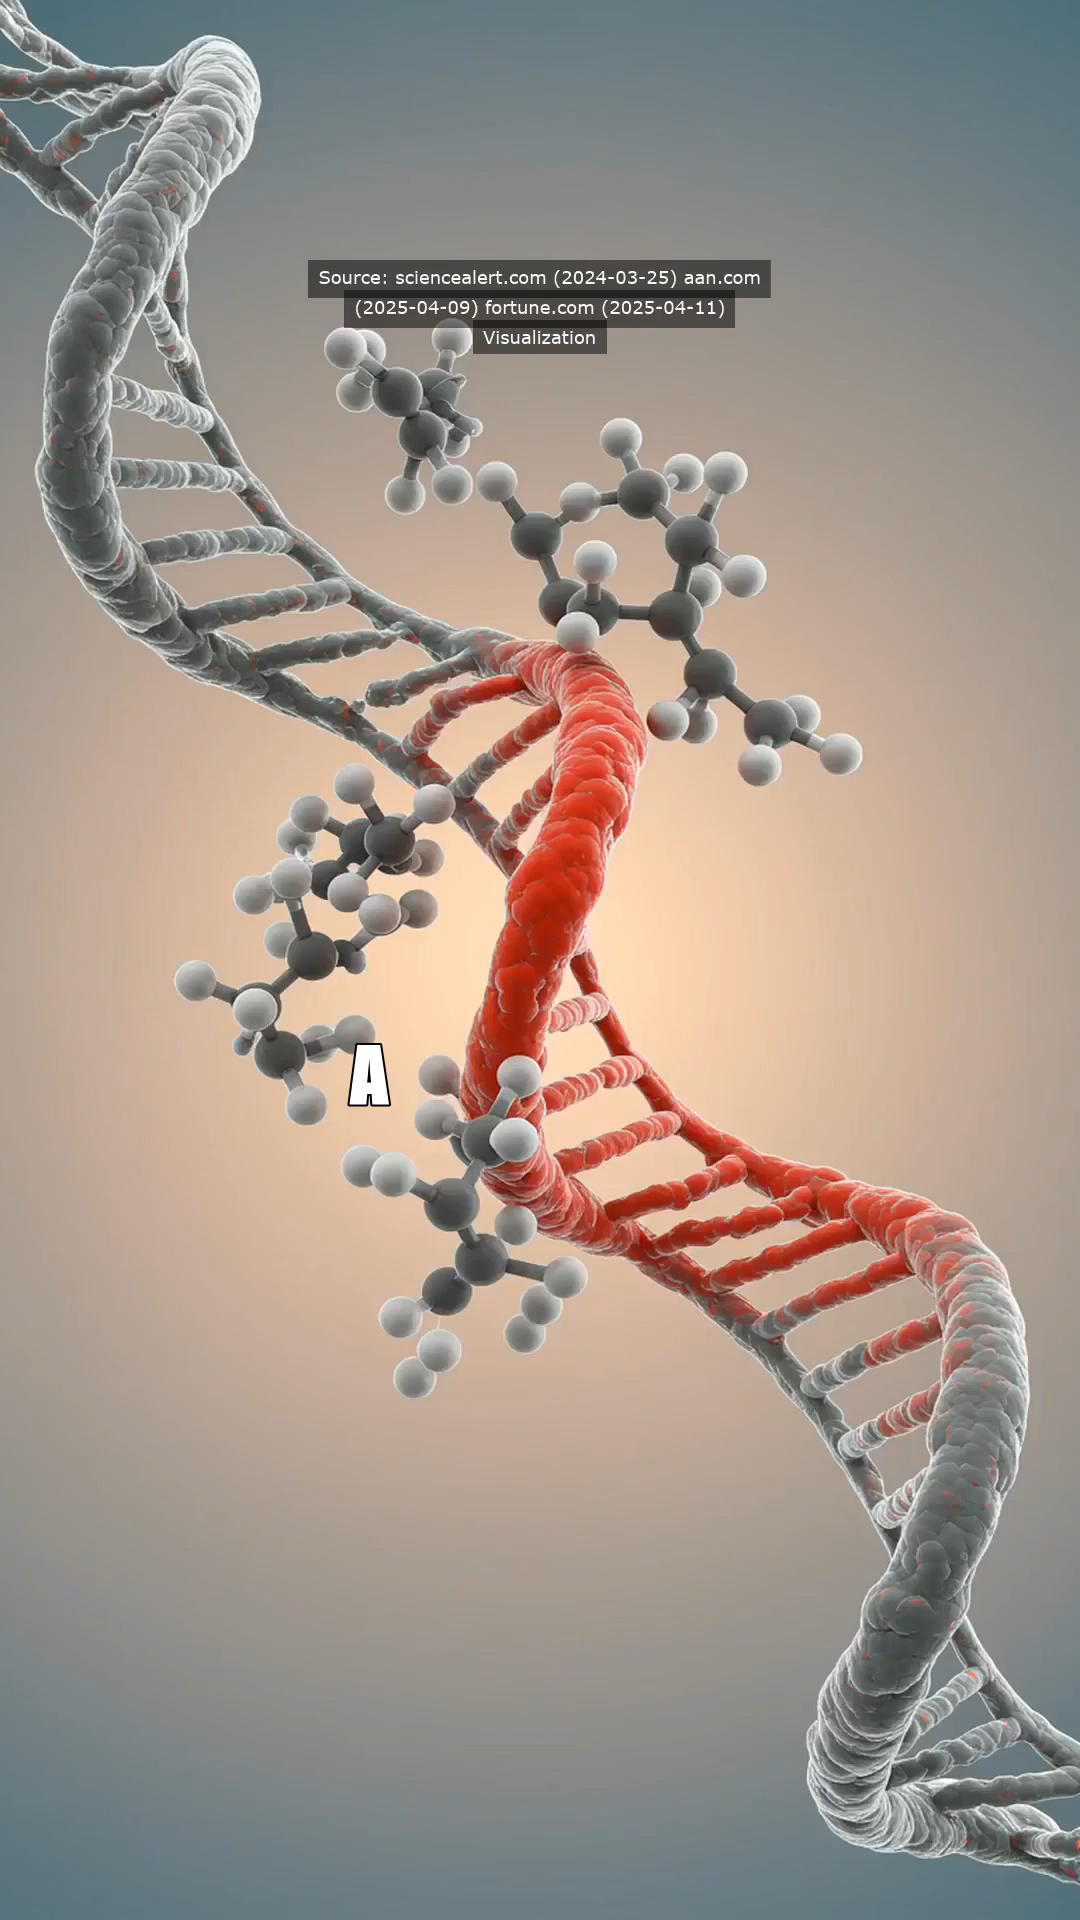 Source: sciencealert.com (2024-03-25) aan.com
(2025-04-09) fortune.com (2025-04-11)
Visualization
A